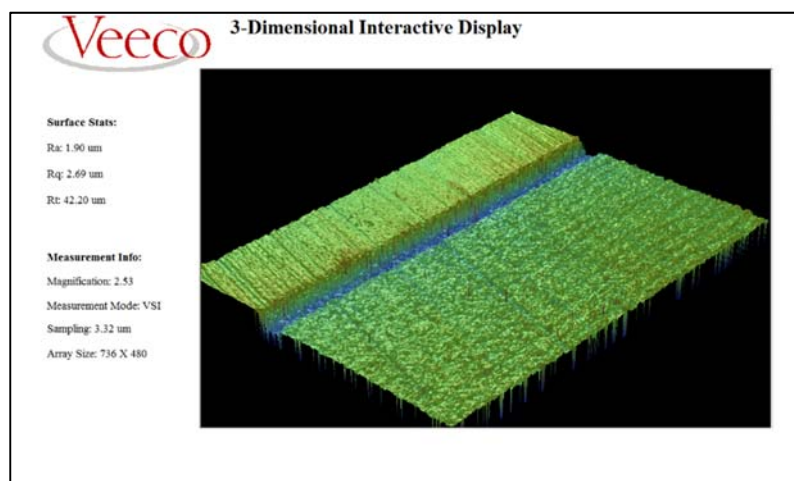 Veeco
3-Dimensional Interactive Display
Surface Stats:
Ra: 1.90 um
Rq: 2.69 um
Rt: 42.20 um
Measurement Info:
Magnification: 2.53
Measurement Mode: VSI
Sampling: 3.32 um
Array Size: 736 X 480